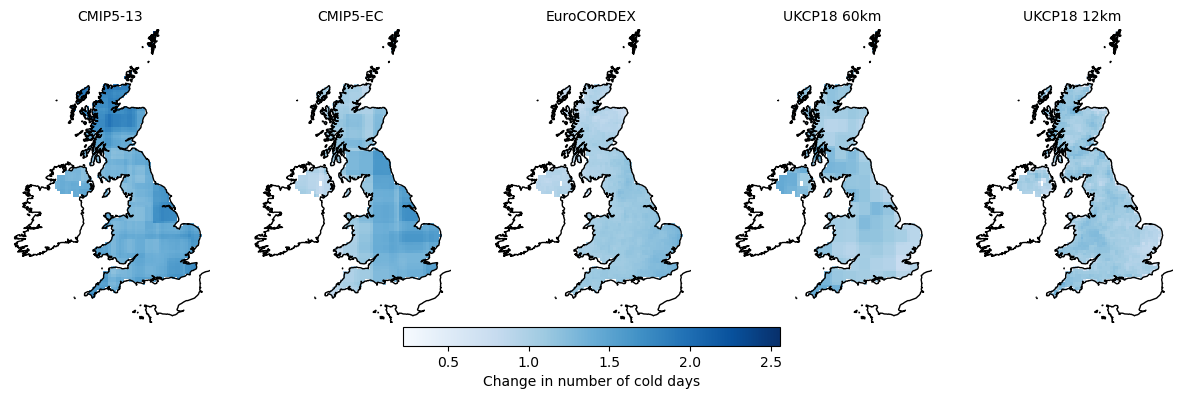 CMIP5-13 CMIP5-EC EuroCORDEX UKCP18 60km UKCP18 12km
0.5 1.0 1.5 2.0 2.5
Change in number of cold days